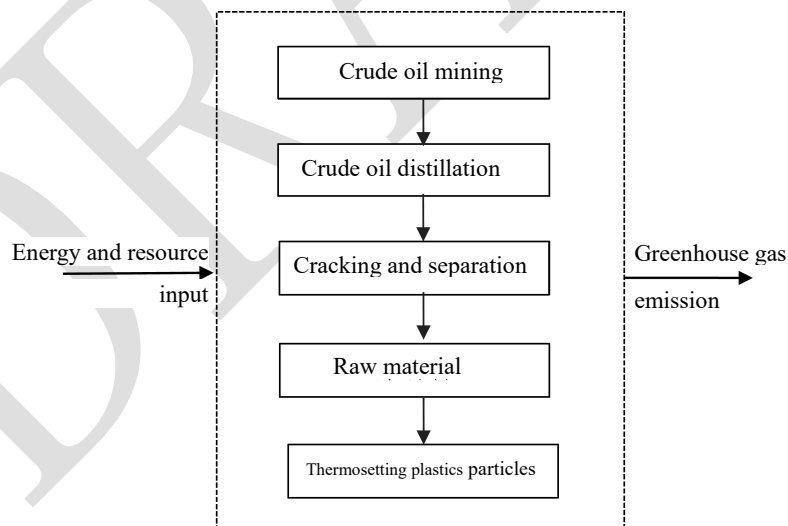 Crude oil mining
Crude oil distillation
Energy and resource
input
Cracking and separation
Greenhouse gas
emission
Raw material
Thermosetting plastics particles